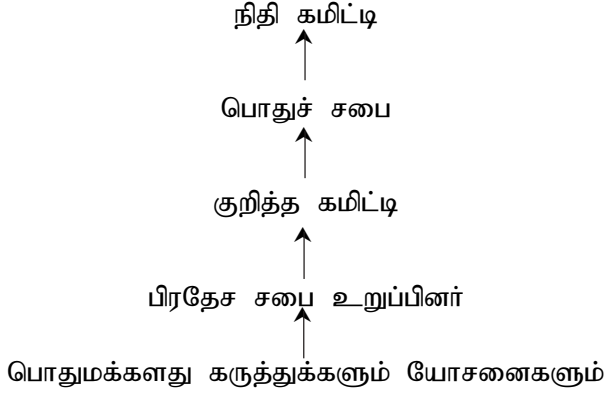 நிதி கமிட்டி
பொதுச் சபை
குறித்த கமிட்டி
பிரதேச சபை உறுப்பினர்
பொதுமக்களது கருத்துக்களும் யோசனைகளும்